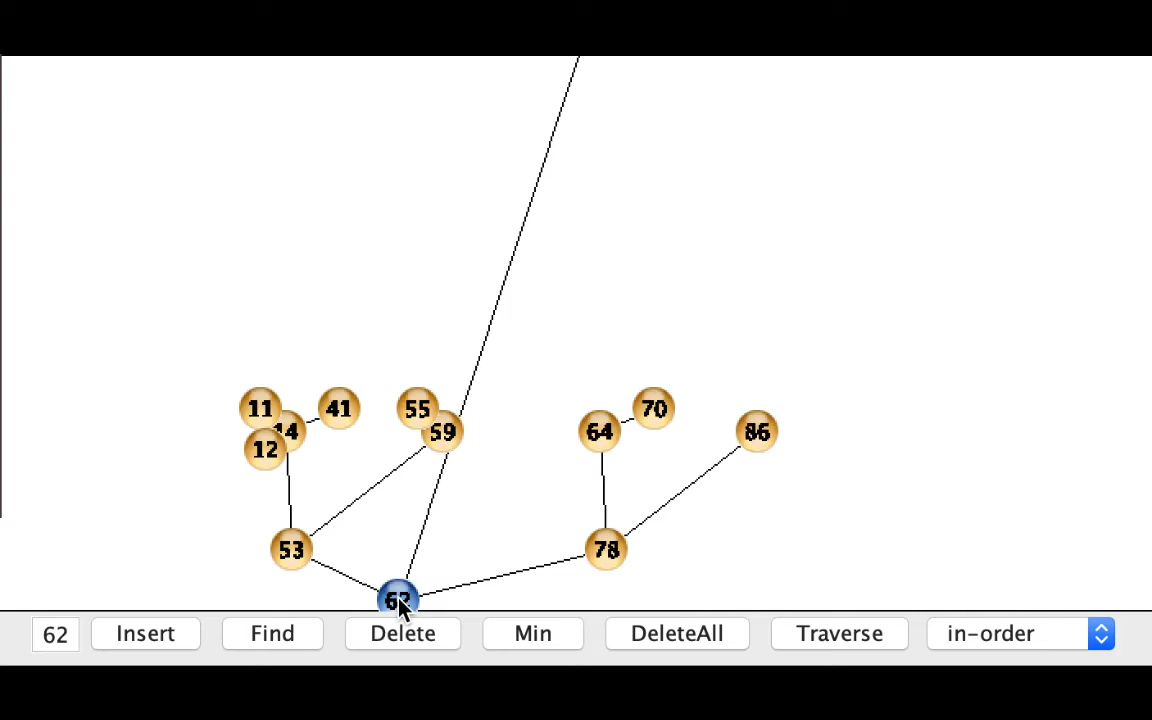 11 41 55 70
14 59 64 86
12
53 78
62
62 Insert Find Delete Min DeleteAll Traverse in-order